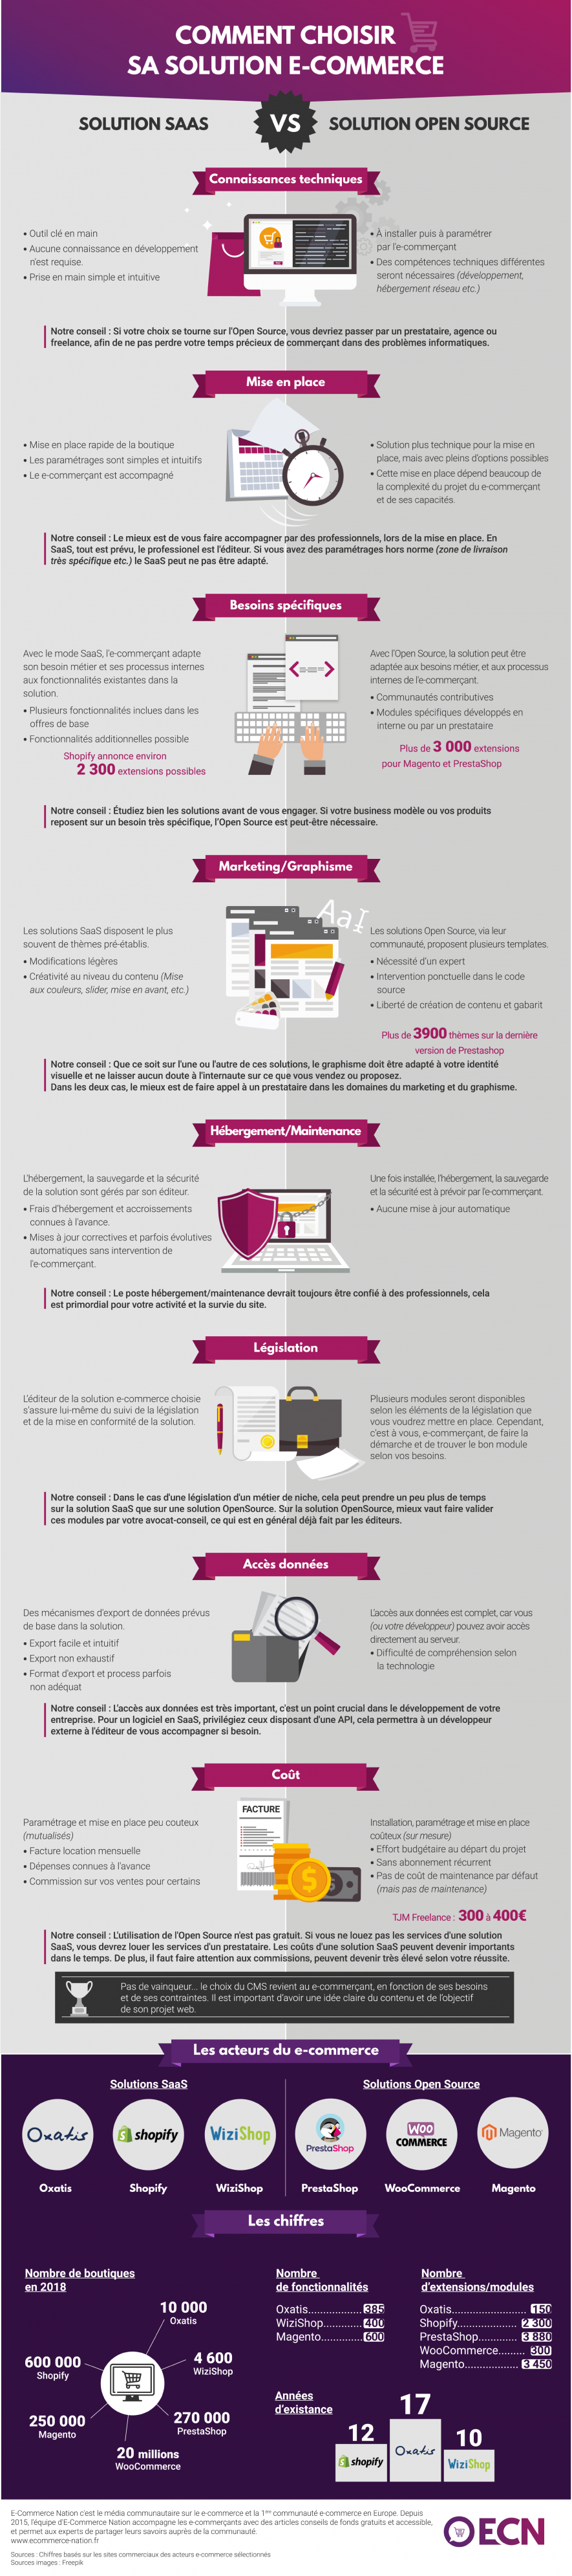 COMMENT CHOISIR
SA SOLUTION E-COMMERCE
SOLUTION SAAS
VS
SOLUTION OPEN SOURCE
Connaissances techniques
• Outil clé en main
• Aucune connaissance en développement
n'est requise.
• Prise en main simple et intuitive
• À installer puis à paramétrer
par l'e-commerçant
• Des compétences techniques différentes
seront nécessaires (développement,
hébergement réseau etc.)
Notre conseil : Si votre choix se tourne sur l'Open Source, vous devriez passer par un prestataire, agence ou
freelance, afin de ne pas perdre votre temps précieux de commerçant dans des problèmes informatiques.
Mise en place
• Mise en place rapide de la boutique
• Les paramétrages sont simples et intuitifs
• Le e-commerçant est accompagné
• Solution plus technique pour la mise en
place, mais avec pleins d'options possibles
• Cette mise en place dépend beaucoup de
la complexité du projet du e-commerçant
et de ses capacités.
Notre conseil : Le mieux est de vous faire accompagner par des professionnels, lors de la mise en place. En
SaaS, tout est prévu, le professionel est l'éditeur. Si vous avez des paramétrages hors norme (zone de livraison
très spécifique etc.) le SaaS peut ne pas être adapté.
Besoins spécifiques
Avec le mode SaaS, l'e-commerçant adapte
son besoin métier et ses processus internes
aux fonctionnalités existantes dans la
solution.
• Plusieurs fonctionnalités inclues dans les
offres de base
• Fonctionnalités additionnelles possible
Shopify annonce environ
2 300 extensions possibles
Avec l'Open Source, la solution peut être
adaptée aux besoins métier, et aux processus
internes de l'e-commerçant.
• Communautés contributives
• Modules spécifiques développés en
interne ou par un prestataire
Plus de 3 000 extensions
pour Magento et PrestaShop
Notre conseil : Étudiez bien les solutions avant de vous engager. Si votre business modèle ou vos produits
reposent sur un besoin très spécifique, l'Open Source est peut-être nécessaire.
Marketing/Graphisme
AaI
Les solutions SaaS disposent le plus
souvent de thèmes pré-établis.
• Modifications légères
• Créativité au niveau du contenu (Mise
aux couleurs, slider, mise en avant, etc.)
Les solutions Open Source, via leur
communauté, proposent plusieurs templates.
• Nécessité d'un expert
• Intervention ponctuelle dans le code
source
• Liberté de création de contenu et gabarit
Plus de 3900 thèmes sur la dernière
version de Prestashop
Notre conseil : Que ce soit sur l'une ou l'autre de ces solutions, le graphisme doit être adapté à votre identité
visuelle et ne laisser aucun doute à l'internaute sur ce que vous vendez ou proposez.
Dans les deux cas, le mieux est de faire appel à un prestataire dans les domaines du marketing et du graphisme.
Hébergement/Maintenance
L'hébergement, la sauvegarde et la sécurité
de la solution sont gérés par son éditeur.
• Frais d'hébergement et accroissements
connues à l'avance.
• Mises à jour correctives et parfois évolutives
automatiques sans intervention de
l'e-commerçant.
Une fois installée, l'hébergement, la sauvegarde
et la sécurité est à prévoir par l'e-commerçant.
• Aucune mise à jour automatique
Notre conseil : Le poste hébergement/maintenance devrait toujours être confié à des professionnels, cela
est primordial pour votre activité et la survie du site.
Législation
L'éditeur de la solution e-commerce choisie
s'assure lui-même du suivi de la législation
et de la mise en conformité de la solution.
Plusieurs modules seront disponibles
selon les éléments de la législation que
vous voudrez mettre en place. Cependant,
c'est à vous, e-commerçant, de faire la
démarche et de trouver le bon module
selon vos besoins.
Notre conseil : Dans le cas d'une législation d'un métier de niche, cela peut prendre un peu plus de temps
sur la solution SaaS que sur une solution OpenSource. Sur la solution OpenSource, mieux vaut faire valider
ces modules par votre avocat-conseil, ce qui est en général déjà fait par les éditeurs.
Accès données
Des mécanismes d'export de données prévus
de base dans la solution.
• Export facile et intuitif
• Export non exhaustif
• Format d'export et process parfois
non adéquat
L'accès aux données est complet, car vous
(ou votre développeur) pouvez avoir accès
directement au serveur.
• Difficulté de compréhension selon
la technologie
Notre conseil : L'accès aux données est très important, c'est un point crucial dans le développement de votre
entreprise. Pour un logiciel en SaaS, privilégiez ceux disposant d'une API, cela permettra à un développeur
externe à l'éditeur de vous accompagner si besoin.
Coût
FACTURE
Paramétrage et mise en place peu couteux
(mutualisés)
• Facture location mensuelle
• Dépenses connues à l'avance
• Commission sur vos ventes pour certains
Installation, paramétrage et mise en place
coûteux (sur mesure)
• Effort budgétaire au départ du projet
• Sans abonnement récurrent
• Pas de coût de maintenance par défaut
(mais pas de maintenance)
TJM Freelance : 300 à 400€
Notre conseil : L'utilisation de l'Open Source n'est pas gratuit. Si vous ne louez pas les services d'une solution
SaaS, vous devrez louer les services d'un prestataire. Les coûts d'une solution SaaS peuvent devenir importants
dans le temps. De plus, il faut faire attention aux commissions, peuvent devenir très élevé selon votre réussite.
Pas de vainqueur... le choix du CMS revient au e-commerçant, en fonction de ses besoins
et de ses contraintes. Il est important d'avoir une idée claire du contenu et de l'objectif
de son projet web.
Les acteurs du e-commerce
Solutions SaaS
Solutions Open Source
Oxatis
shopify
WiziShop
PrestaShop
WOO
COMMERCE
Magento
Oxatis
Shopify
WiziShop
PrestaShop
WooCommerce
Magento
Les chiffres
Nombre de boutiques
en 2018
10 000
Oxatis
600 000
Shopify
4 600
WiziShop
250 000
Magento
270 000
PrestaShop
20 millions
WooCommerce
Nombre
de fonctionnalités
Oxatis.................385
WiziShop............400
Magento.............600
Nombre
d'extensions/modules
Oxatis........................ 150
Shopify................... 2 300
PrestaShop............ 3 880
WooCommerce........ 300
Magento................. 3 450
Années
d'existance
12
shopify
17
Oxatis
10
WiziShop
E-Commerce Nation c'est le média communautaire sur le e-commerce et la 1ère communauté e-commerce en Europe. Depuis
2015, l'équipe d'E-Commerce Nation accompagne les e-commerçants avec des articles conseils de fonds gratuits et accessible,
et permet aux experts de partager leurs savoirs auprès de la communauté.
www.ecommerce-nation.fr
Sources : Chiffres basés sur les sites commerciaux des acteurs e-commerce sélectionnés
Sources images : Freepik
ECN